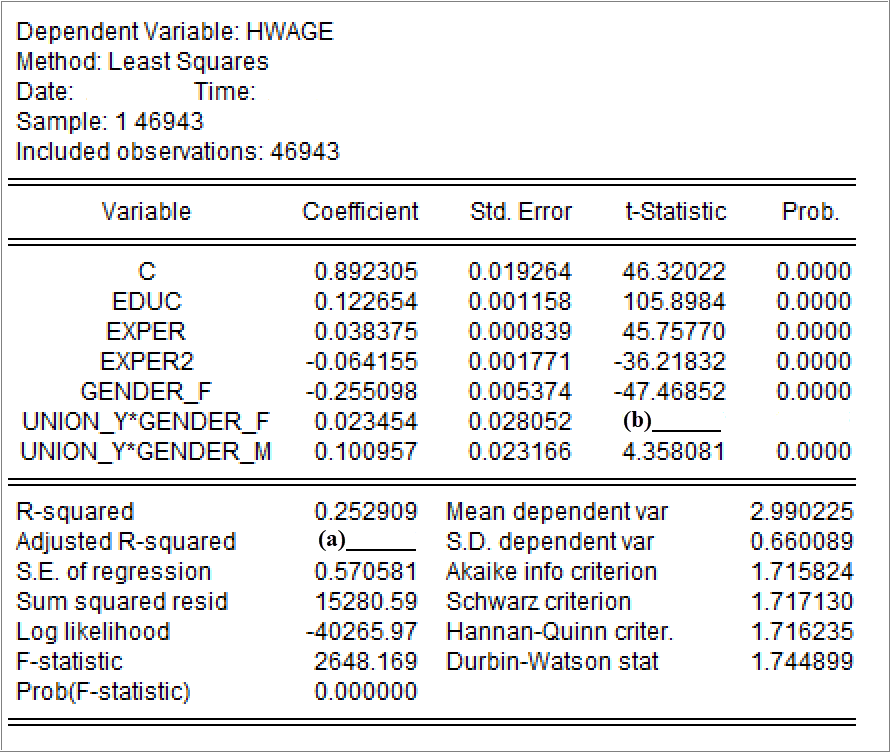 Dependent Variable: HWAGE
Method: Least Squares
Date: Time:
Sample: 1 46943
Included observations: 46943
Variable Coefficient Std. Error t-Statistic Prob.
C 0.892305 0.019264 46.32022 0.0000
EDUC 0.122654 0.001158 105.8984 0.0000
EXPER 0.038375 0.000839 45.75770 0.0000
EXPER2 -0.064155 0.001771 -36.21832 0.0000
GENDER_F -0.255098 0.005374 -47.46852 0.0000
UNION_Y*GENDER_F 0.023454 0.028052 (b)______
UNION_Y*GENDER_M 0.100957 0.023166 4.358081 0.0000
R-squared 0.252909 Mean dependent var 2.990225
Adjusted R-squared (a)______ S.D. dependent var 0.660089
S.E. of regression 0.570581 Akaike info criterion 1.715824
Sum squared resid 15280.59 Schwarz criterion 1.717130
Log likelihood -40265.97 Hannan-Quinn criter. 1.716235
F-statistic 2648.169 Durbin-Watson stat 1.744899
Prob(F-statistic) 0.000000